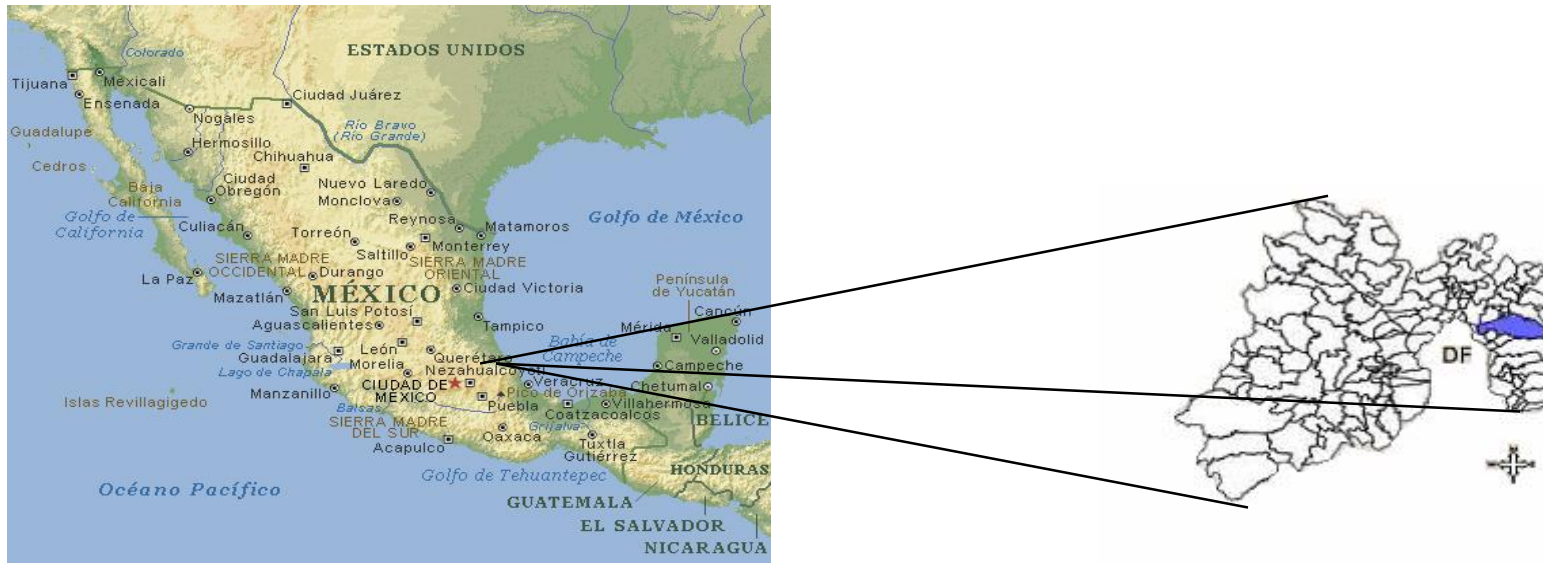 ESTADOS UNIDOS
Colorado
Tijuana
Mexicali
Ensenada
Ciudad Juárez
Nogales
Río Bravo
(Río Grande)
Guadalupe
Hermosillo
Chihuahua
Cedros
Ciudad
Obregón
Nuevo Laredo
Baja
California
Monclova
Golfo de
California
Reynosa
Matamoros
Golfo de México
Culiacán
Torreón
Saltillo
Monterrey
SIERRA MADRE
OCCIDENTAL
SIERRA MADRE
ORIENTAL
La Paz
Durango
Península
de Yucatán
Mazatlán
MÉXICO
Ciudad Victoria
San Luis Potosí
Aguascalientes
Tampico
Cancún
Mérida
Grande de Santiago
León
Querétaro
Bahía de
Campeche
Valladolid
Guadalajara
Lago de Chapala
Morelia
Nezahualcóyotl
Campeche
Manzanillo
CIUDAD DE
MÉXICO
Veracruz
Chetumal
Islas Revillagigedo
Pico de Orizaba
Puebla
Villahermosa
Balsas
Coatzacoalcos
BELICE
SIERRA MADRE
DEL SUR
Oaxaca
Grijalva
Acapulco
Tuxtla
Gutiérrez
Golfo de Tehuantepec
HONDURAS
Océano Pacífico
GUATEMALA
EL SALVADOR
NICARAGUA
DF
N